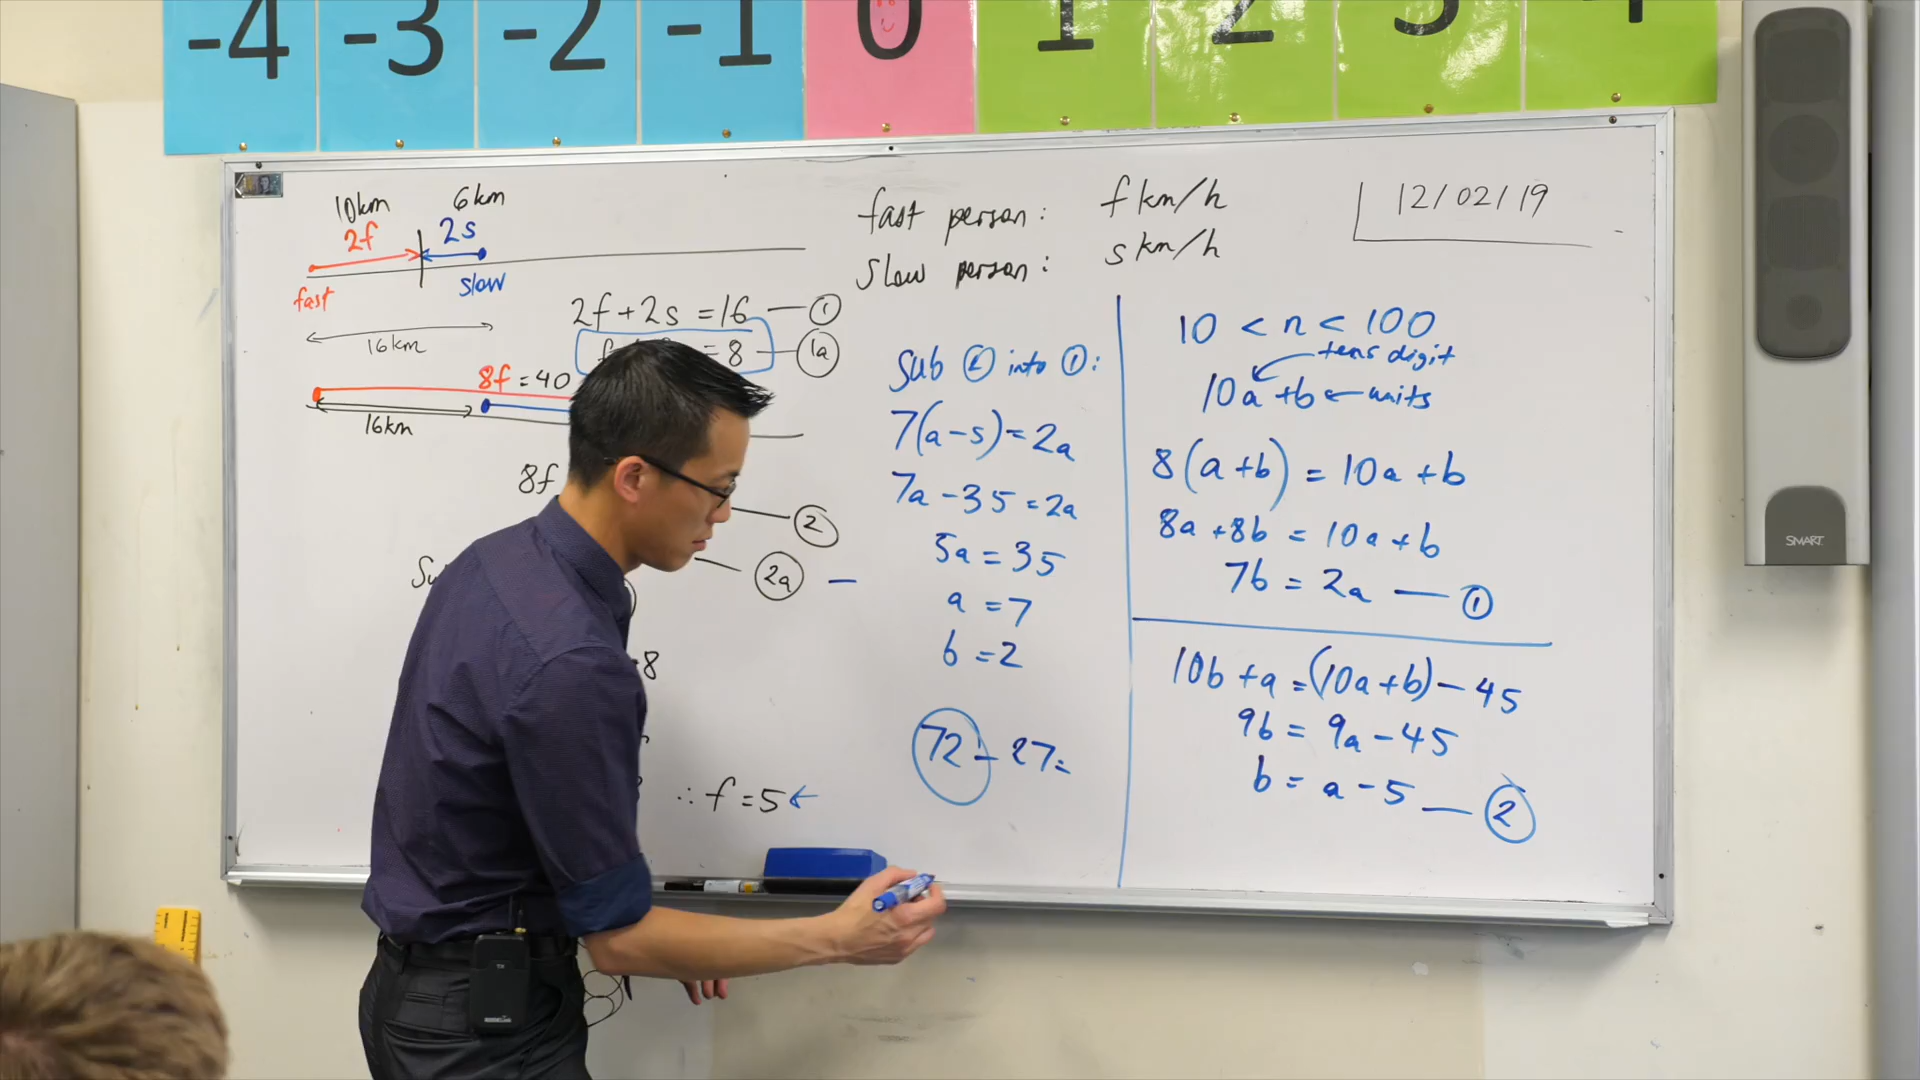 -4 -3 -2 -1 0 1 2 3 4
10km 6km
2f 2s
fast slow
16km
2f+2s=16 — ①
=8 — 1a
8f=40
16km
8f
②
2a —
8
∴ f=5←
fast person: f km/h
slow person: s km/h
12/02/19
Sub ② into ①:
7(a-5)=2a
7a-35=2a
5a=35
a=7
b=2
72-27=
10<n<100
tens digit
10a+b ← units
8(a+b)=10a+b
8a+8b=10a+b
7b=2a — ①
10b+a=(10a+b)-45
9b=9a-45
b=a-5 — ②
SMART